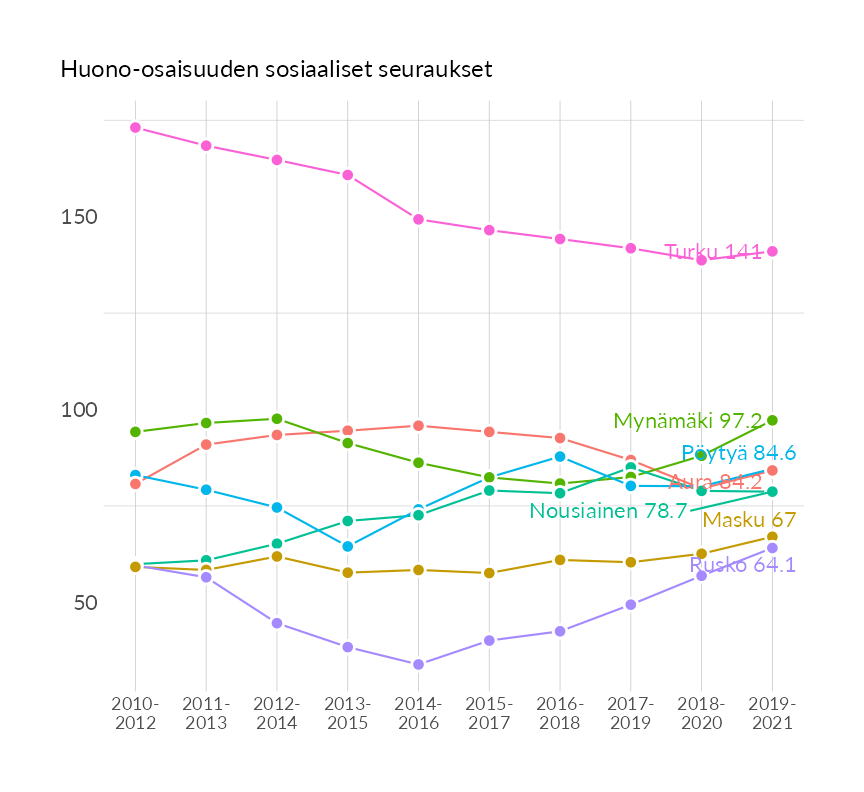 Huono-osaisuuden sosiaaliset seuraukset
150
100
50
Turku 141
Mynämäki 97.2
Pöytyä 84.6
Aura 84.2
Nousiainen 78.7
Masku 67
Rusko 64.1
2010- 2011- 2012- 2013- 2014- 2015- 2016- 2017- 2018- 2019-
2012 2013 2014 2015 2016 2017 2018 2019 2020 2021